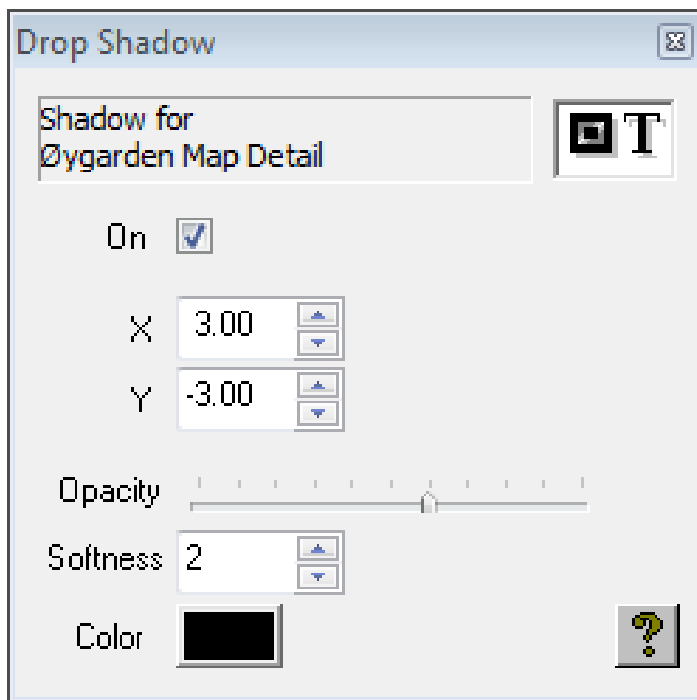 Drop Shadow
Shadow for
Øygarden Map Detail
T
On
X 3.00
Y -3.00
Opacity
Softness 2
Color
?